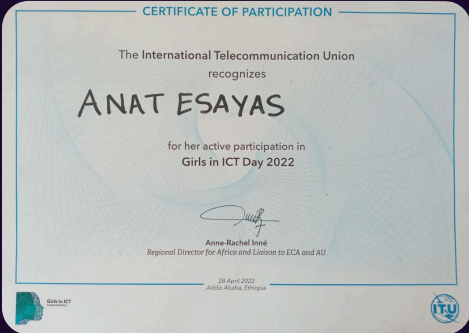 CERTIFICATE OF PARTICIPATION
The International Telecommunication Union
recognizes
ANAT ESAYAS
for her active participation in
Girls in ICT Day 2022
Anne-Rachel Inné
Regional Director for Africa and Liaison to ECA and AU
28 April 2022
Addis Ababa, Ethiopia
Girls in ICT
ITU